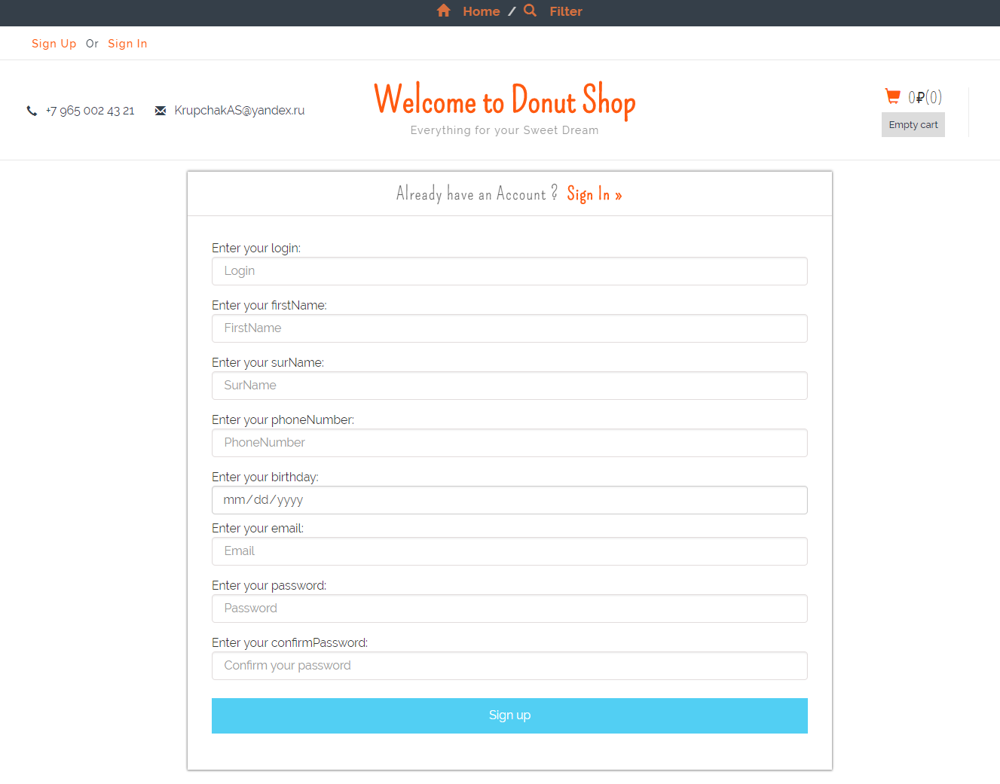 Home / Filter
Sign Up Or Sign In
+7 965 002 43 21 KrupchakAS@yandex.ru
Welcome to Donut Shop
Everything for your Sweet Dream
0₽(0)
Empty cart
Already have an Account ? Sign In »
Enter your login:
Login
Enter your firstName:
FirstName
Enter your surName:
SurName
Enter your phoneNumber:
PhoneNumber
Enter your birthday:
mm/dd/yyyy
Enter your email:
Email
Enter your password:
Password
Enter your confirmPassword:
Confirm your password
Sign up